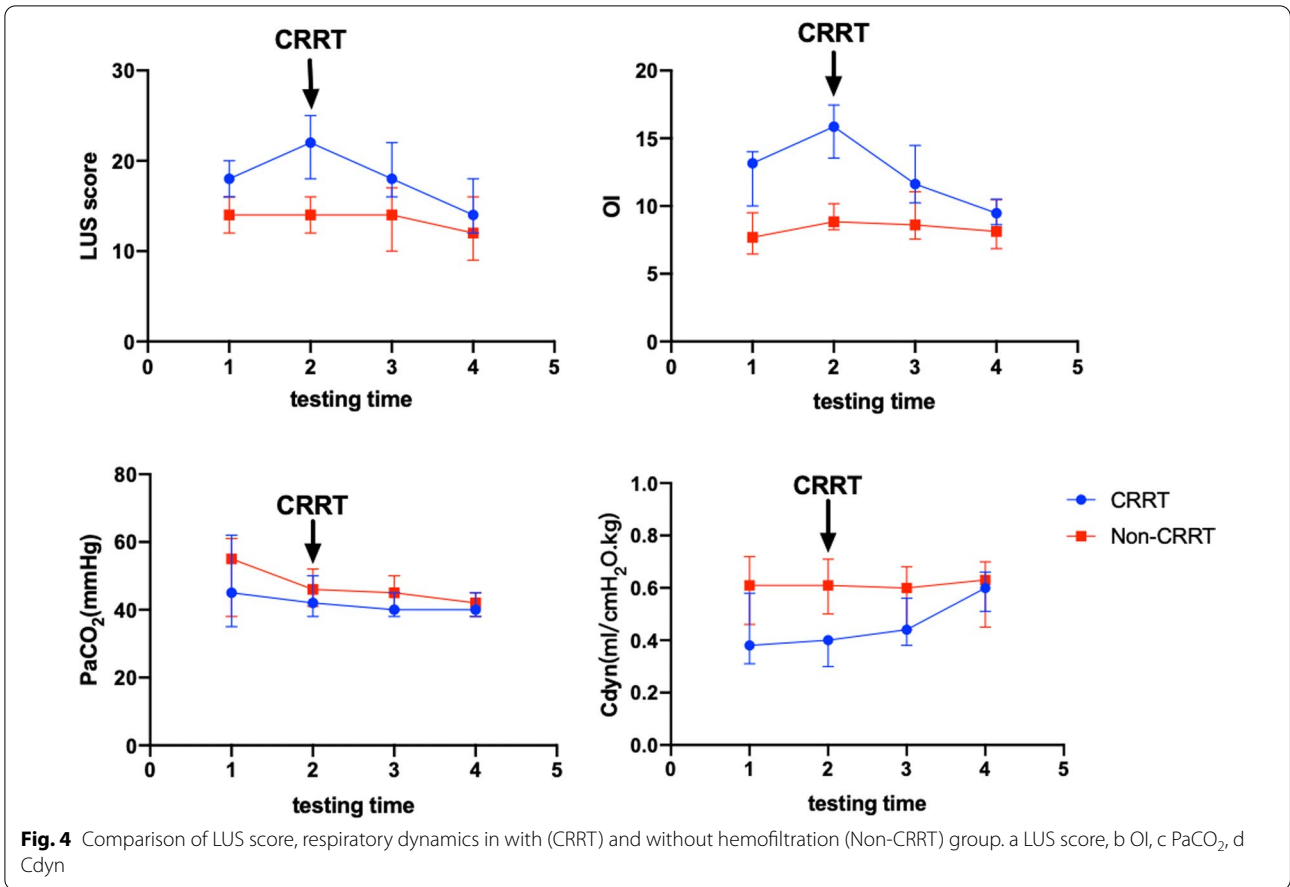 CRRT
30
20
10
0
LUS score
0 1 2 3 4 5
testing time
CRRT
20
15
10
5
0
OI
0 1 2 3 4 5
testing time
CRRT
80
60
40
20
0
PaCO₂(mmHg)
0 1 2 3 4 5
testing time
CRRT
1.0
0.8
0.6
0.4
0.2
0.0
Cdyn(ml/cmH₂O.kg)
0 1 2 3 4 5
testing time
CRRT
Non-CRRT
Fig. 4 Comparison of LUS score, respiratory dynamics in with (CRRT) and without hemofiltration (Non-CRRT) group. a LUS score, b OI, c PaCO₂, d
Cdyn